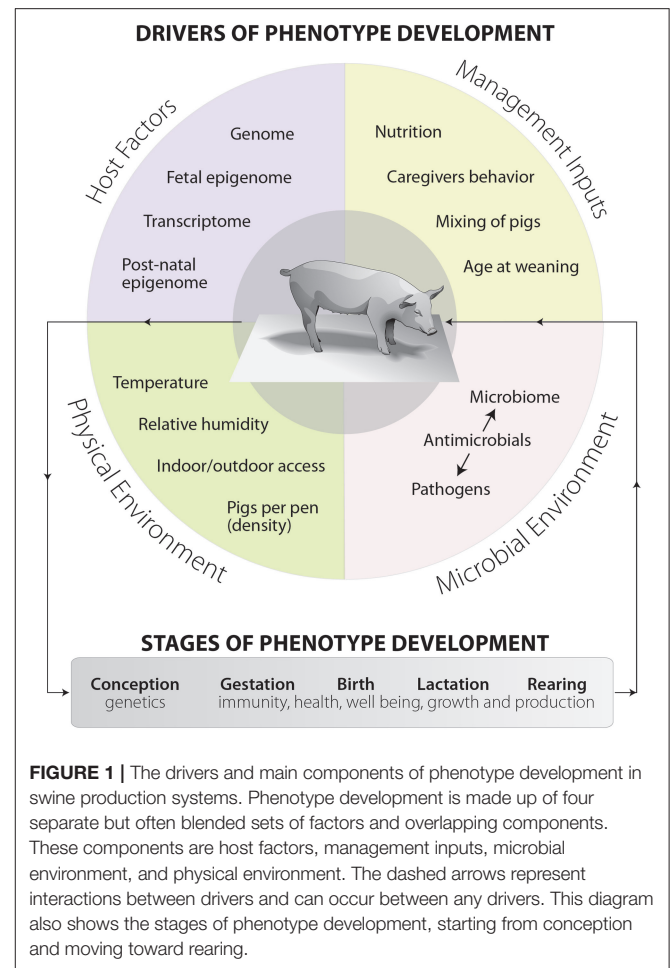 DRIVERS OF PHENOTYPE DEVELOPMENT
Host Factors
Genome
Fetal epigenome
Transcriptome
Post-natal
epigenome
Management Inputs
Nutrition
Caregivers behavior
Mixing of pigs
Age at weaning
Physical Environment
Temperature
Relative humidity
Indoor/outdoor access
Pigs per pen
(density)
Microbial Environment
Microbiome
Antimicrobials
Pathogens
STAGES OF PHENOTYPE DEVELOPMENT
Conception Gestation Birth Lactation Rearing
genetics immunity, health, well being, growth and production
FIGURE 1 | The drivers and main components of phenotype development in
swine production systems. Phenotype development is made up of four
separate but often blended sets of factors and overlapping components.
These components are host factors, management inputs, microbial
environment, and physical environment. The dashed arrows represent
interactions between drivers and can occur between any drivers. This diagram
also shows the stages of phenotype development, starting from conception
and moving toward rearing.